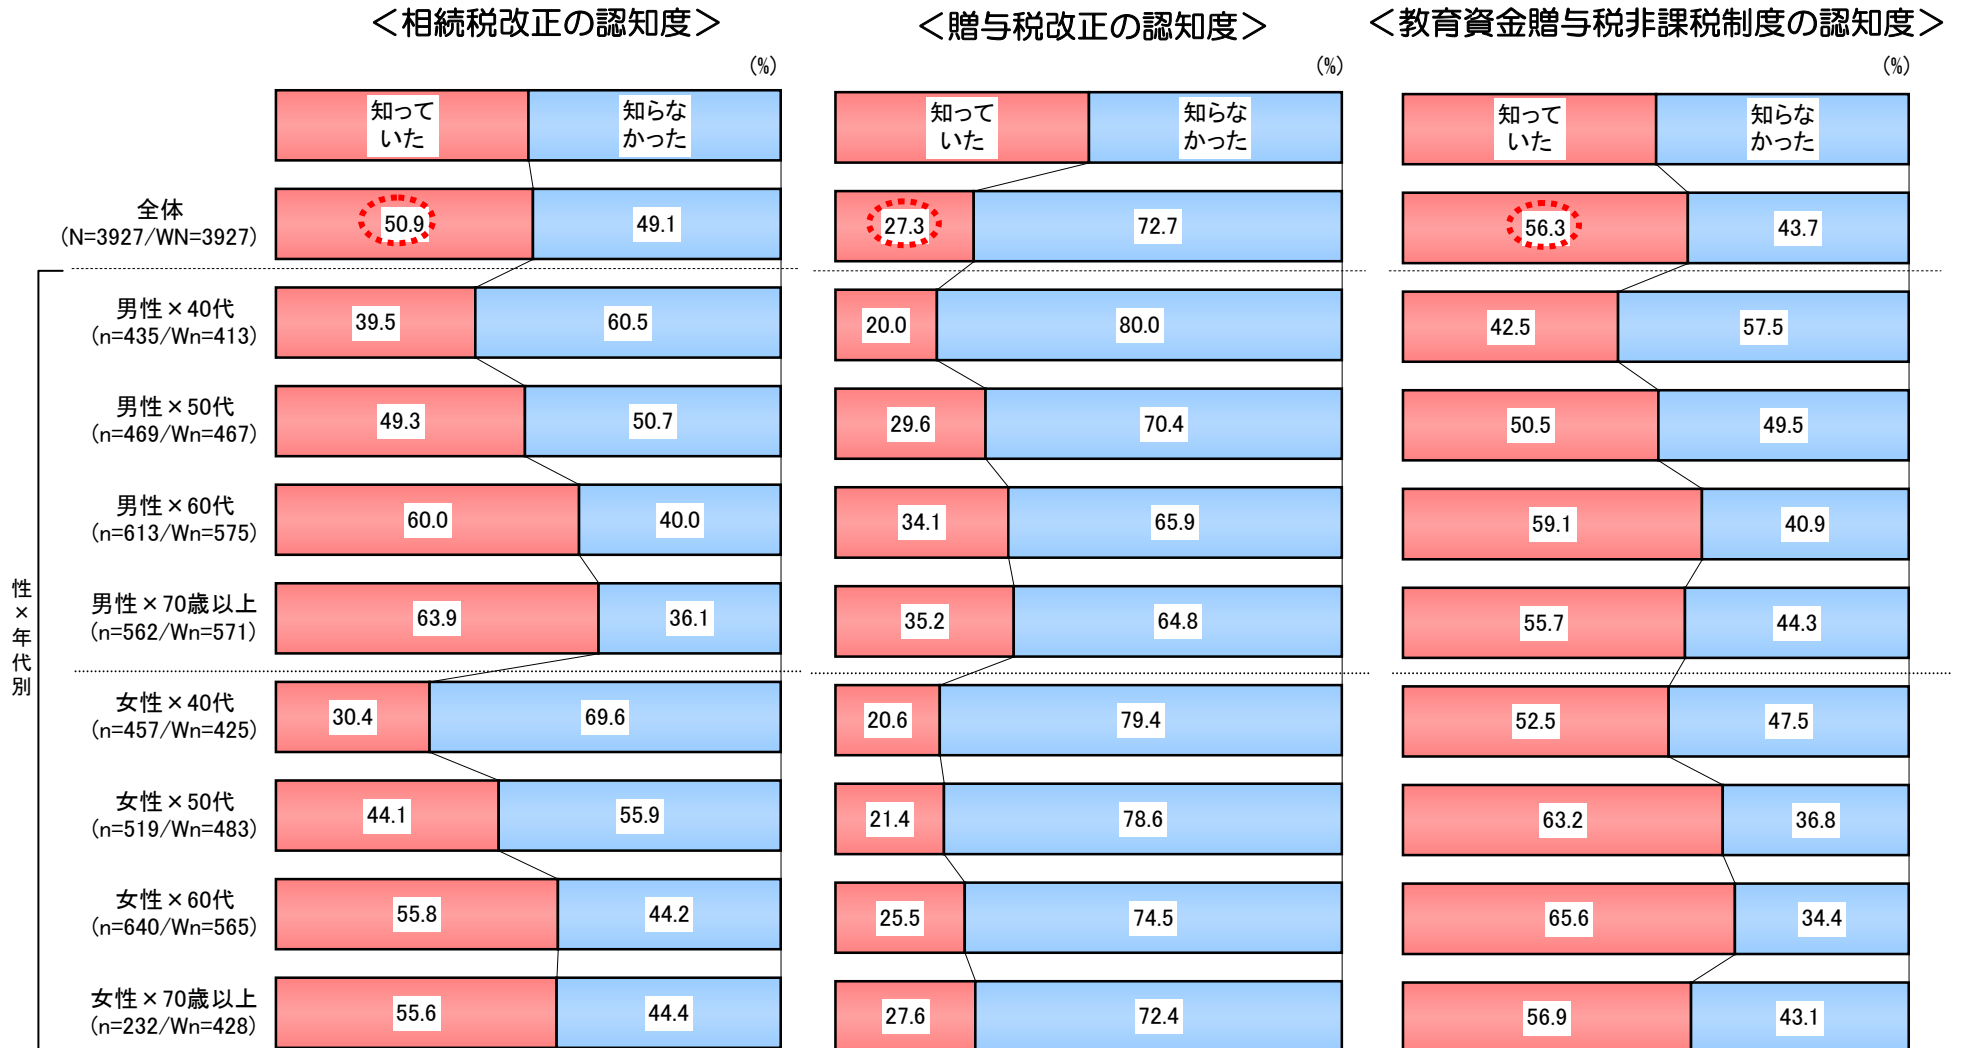 ＜相続税改正の認知度＞
＜贈与税改正の認知度＞
＜教育資金贈与税非課税制度の認知度＞
(%)
(%)
(%)
知って
いた
知らな
かった
知って
いた
知らな
かった
知って
いた
知らな
かった
全体
(N=3927/WN=3927)
50.9 49.1 27.3 72.7 56.3 43.7
性×年代別
男性×40代
(n=435/Wn=413)
39.5 60.5 20.0 80.0 42.5 57.5
男性×50代
(n=469/Wn=467)
49.3 50.7 29.6 70.4 50.5 49.5
男性×60代
(n=613/Wn=575)
60.0 40.0 34.1 65.9 59.1 40.9
男性×70歳以上
(n=562/Wn=571)
63.9 36.1 35.2 64.8 55.7 44.3
女性×40代
(n=457/Wn=425)
30.4 69.6 20.6 79.4 52.5 47.5
女性×50代
(n=519/Wn=483)
44.1 55.9 21.4 78.6 63.2 36.8
女性×60代
(n=640/Wn=565)
55.8 44.2 25.5 74.5 65.6 34.4
女性×70歳以上
(n=232/Wn=428)
55.6 44.4 27.6 72.4 56.9 43.1